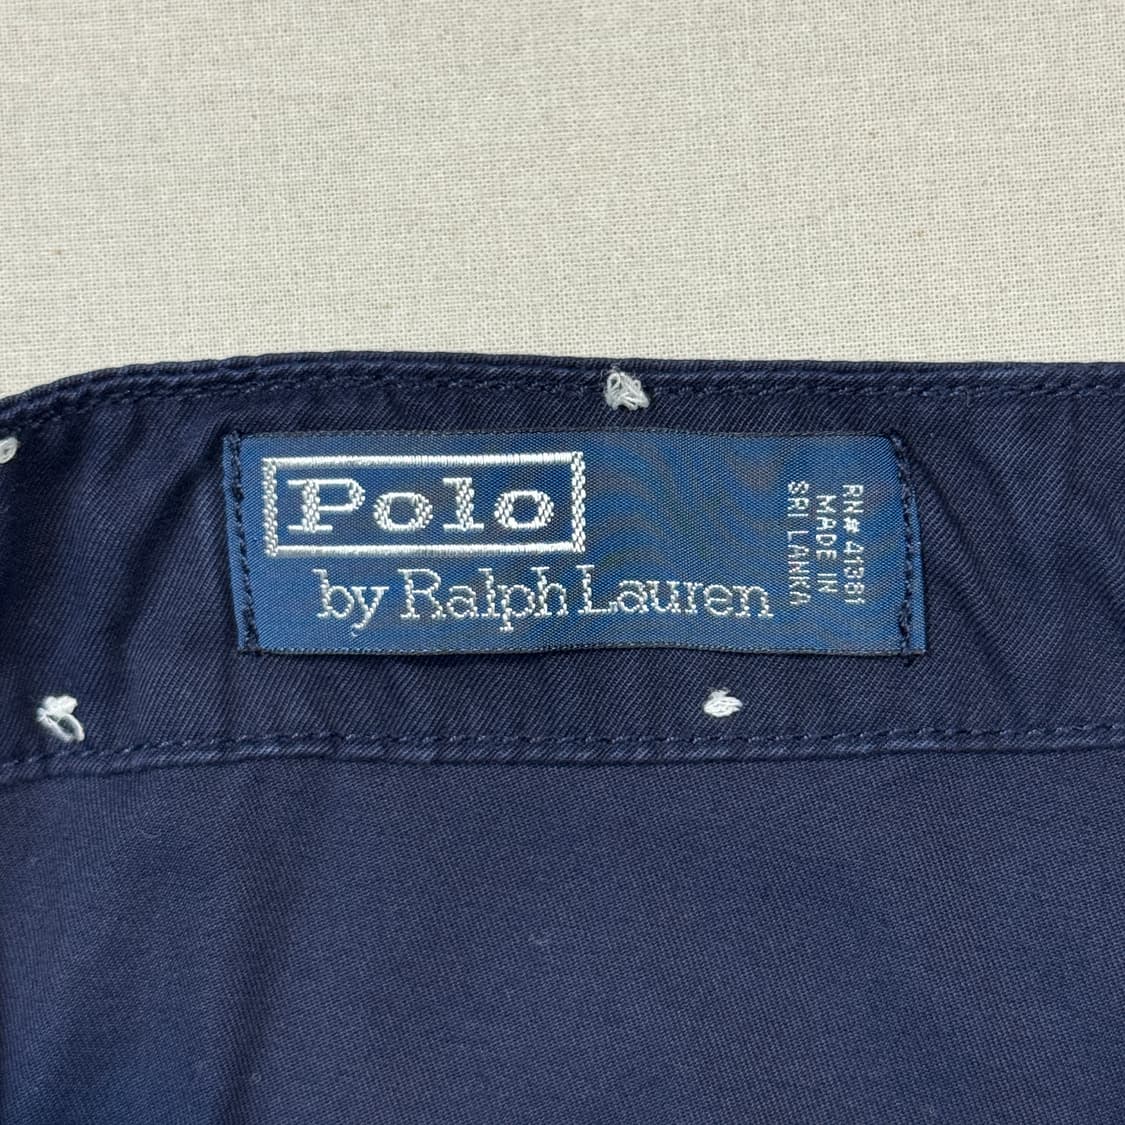 Polo
by Ralph Lauren
RN# 41381
MADE IN
SRI LANKA